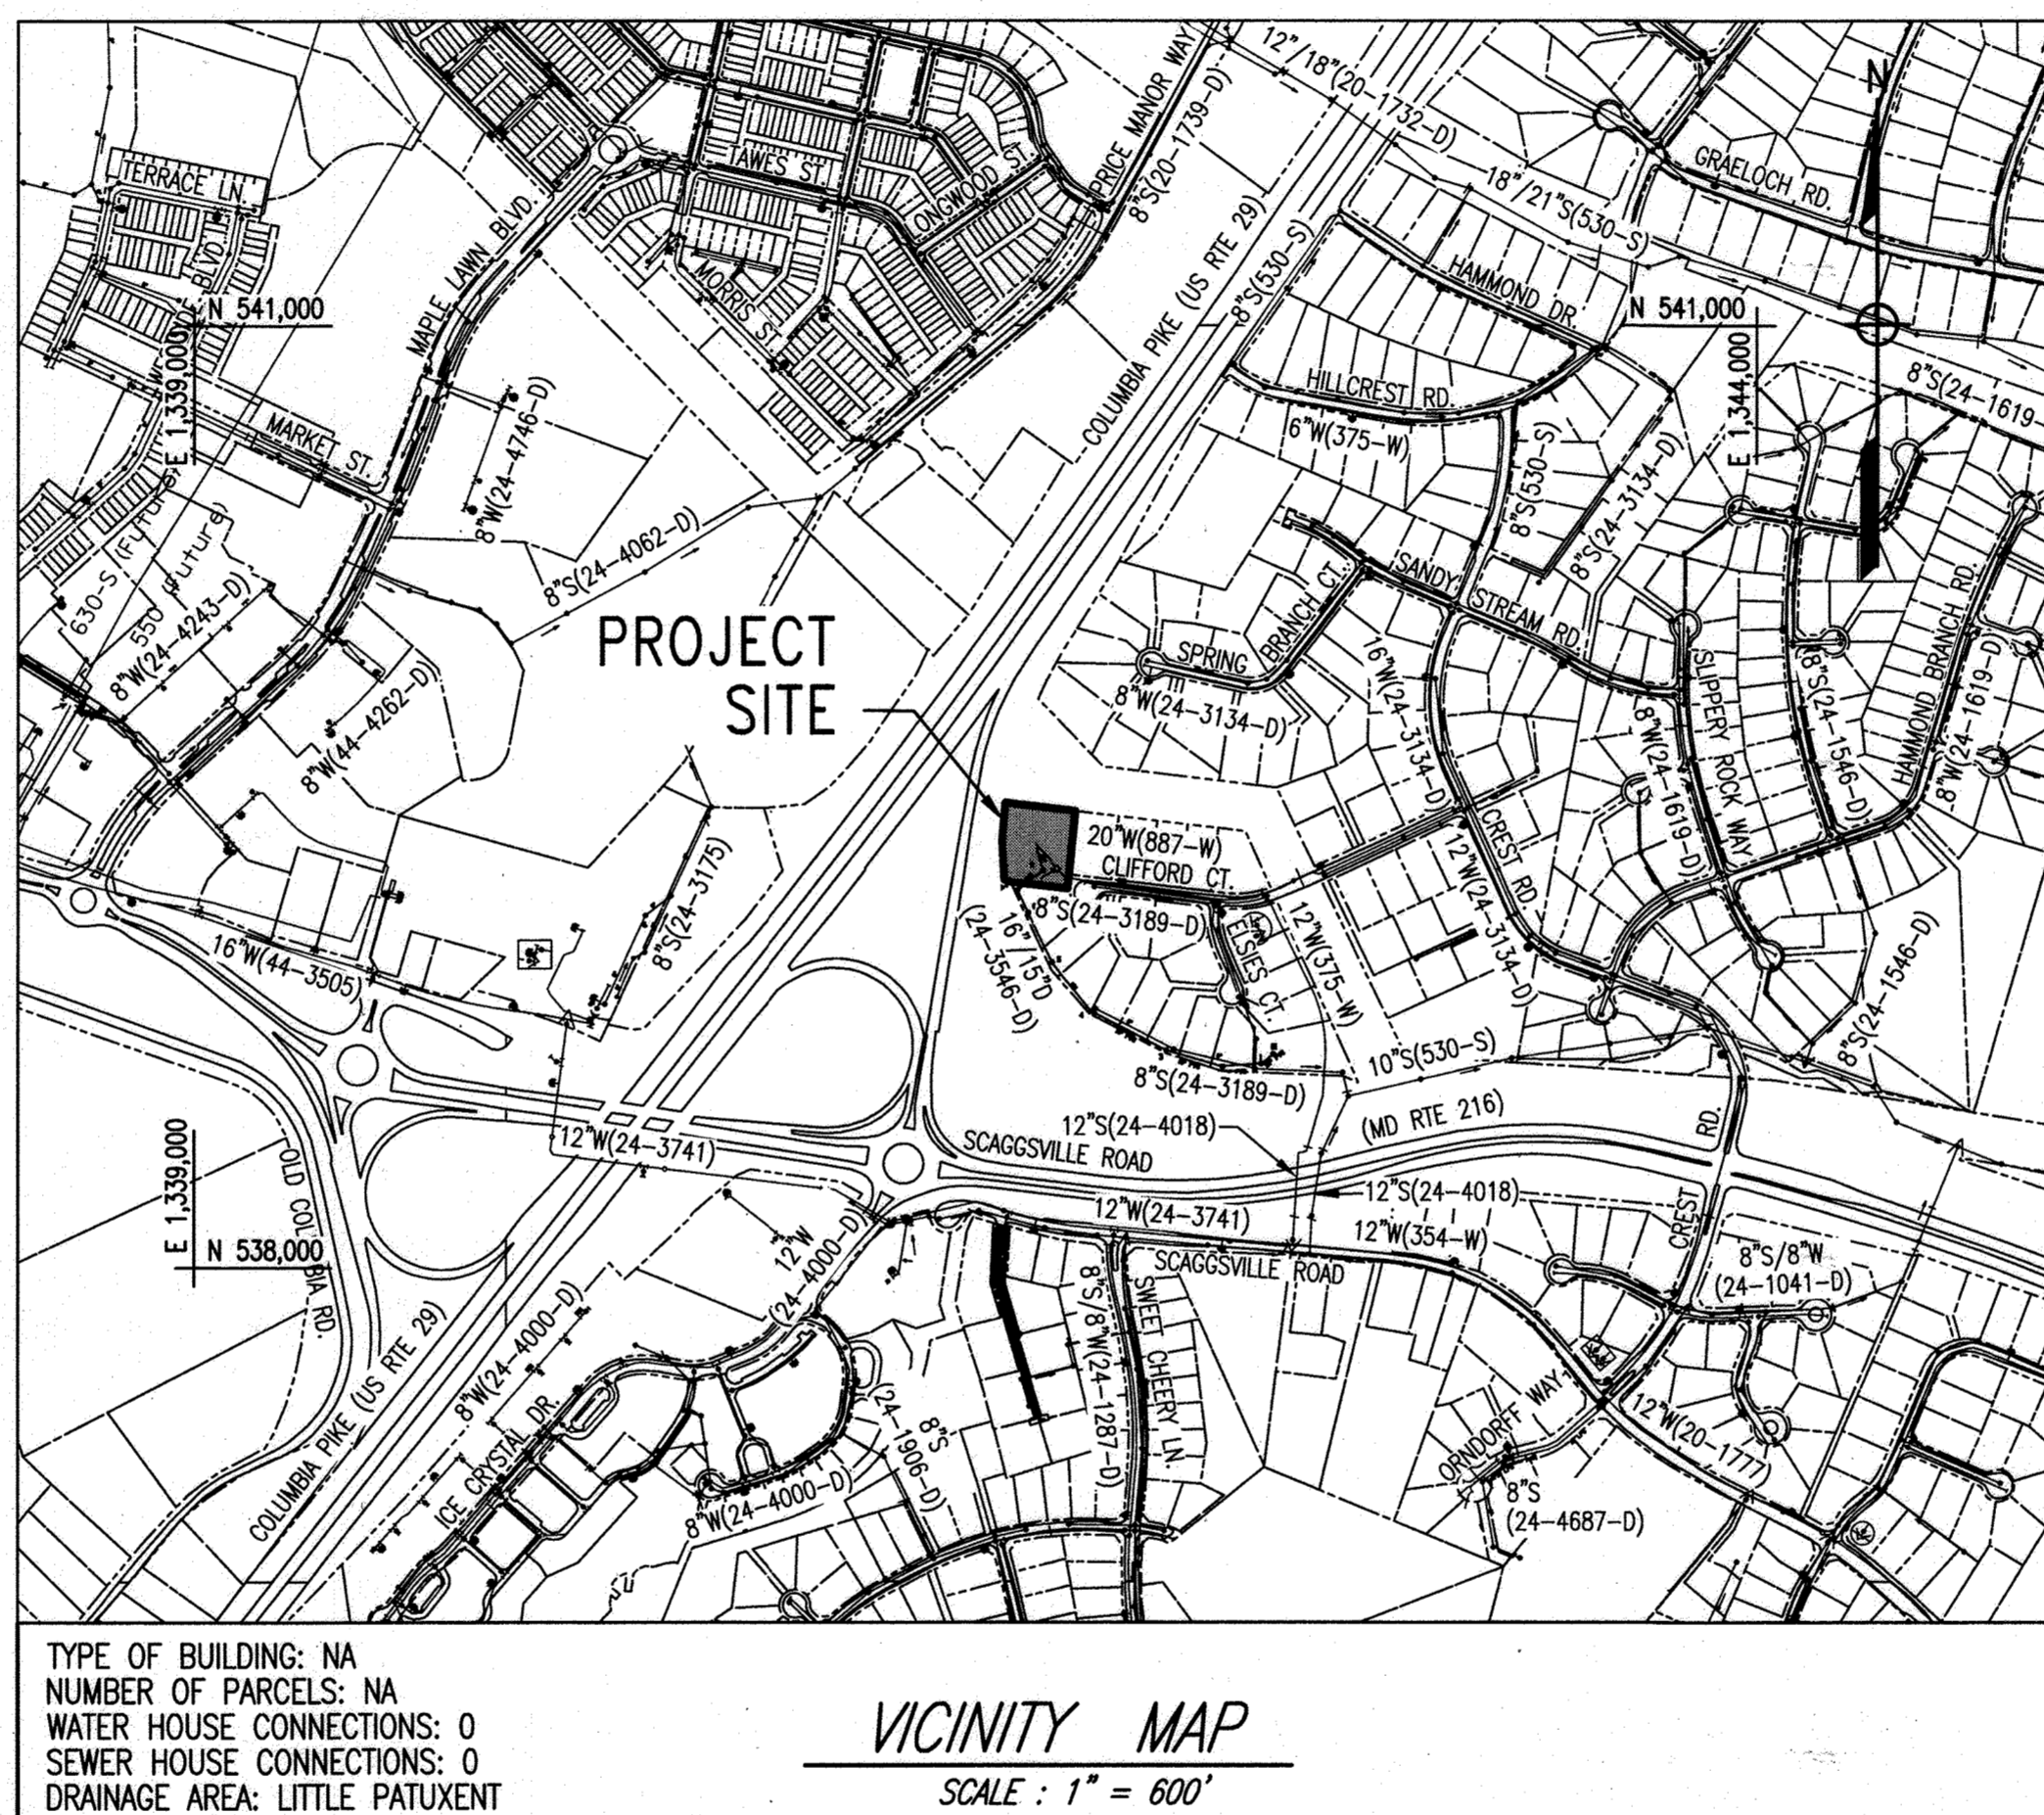 12"/18"(20-1732-D)
PRICE MANOR WAY
8"S(20-1739-D)
N
GRAELOCH RD.
18"/21"S(530-S)
TAWES ST.
LONGWOOD ST.
TERRACE LN.
MAPLE LAWN BLVD.
MORRIS ST.
BLVD
COLUMBIA PIKE (US RTE 29)
8"S(530-S)
HAMMOND DR.
N 541,000
E 1,339,000
N 541,000
E 1,344,000
HILLCREST RD.
6"W(375-W)
8"S(530-S)
8"S(24-3134-D)
8"S(24-1619-
MARKET ST.
8"W(24-4746-D)
8"S(24-4062-D)
630-S (Future)
550 (Future)
8"W(24-4243-D)
8"W(44-4262-D)
PROJECT
SITE
SANDY
STREAM RD.
SPRING
BRANCH CT.
8"W(24-3134-D)
16"W(24-3134-D)
SLIPPERY ROCK WAY
8"W(24-1619-D)
8"S(24-1546-D)
HAMMOND BRANCH RD.
8"W(24-1619-D)
20"W(887-W)
CLIFFORD CT.
8"S(24-3189-D)
16"/15"D
(24-3546-D)
ELSIES CT.
12"W(375-W)
CREST RD.
12"W(24-3134-D)
8"S(24-1546-D)
8"S(24-3175)
16"W(44-3505)
10"S(530-S)
8"S(24-3189-D)
12"S(24-4018)
(MD RTE 216)
SCAGGSVILLE ROAD
12"W(24-3741)
12"S(24-4018)
12"W(24-3741)
12"W(354-W)
SCAGGSVILLE ROAD
CREST
RD.
E 1,339,000
N 538,000
OLD COLUMBIA RD.
COLUMBIA PIKE (US RTE 29)
8"W(24-4000-D)
12"W
(24-4000-D)
ICE CRYSTAL DR.
8"W(24-4000-D)
8"S
(24-1906-D)
8"S/8"W(24-1287-D)
SWEET CHEERY LN
8"S/8"W
(24-1041-D)
ORNDORFF WAY
8"S
(24-4687-D)
12"W(20-1777)
TYPE OF BUILDING: NA
NUMBER OF PARCELS: NA
WATER HOUSE CONNECTIONS: 0
SEWER HOUSE CONNECTIONS: 0
DRAINAGE AREA: LITTLE PATUXENT
VICINITY MAP
SCALE : 1" = 600'